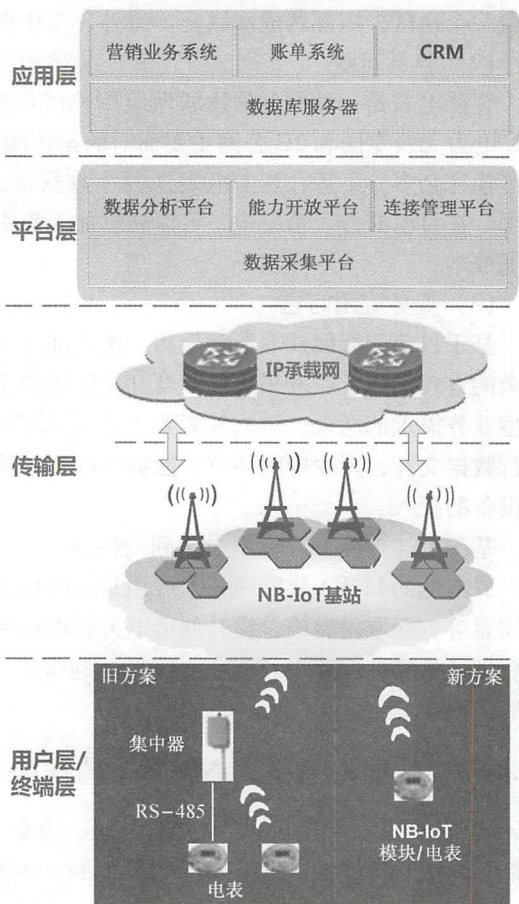 应用层
营销业务系统 账单系统 CRM
数据库服务器
平台层
数据分析平台 能力开放平台 连接管理平台
数据采集平台
IP承载网
传输层
NB-IoT基站
用户层/
终端层
旧方案 新方案
集中器
RS-485
电表
NB-IoT
模块/电表